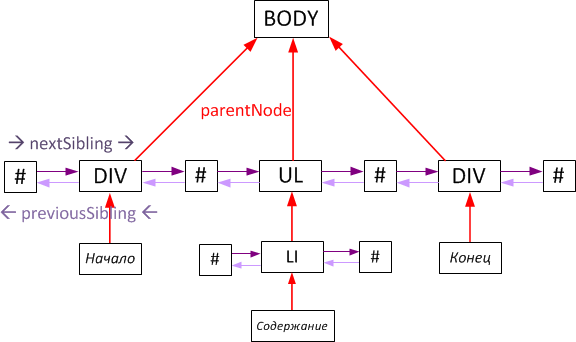 BODY
parentNode
→ nextSibling →
# DIV # UL # DIV #
← previousSibling ←
Начало # LI # Конец
Содержание